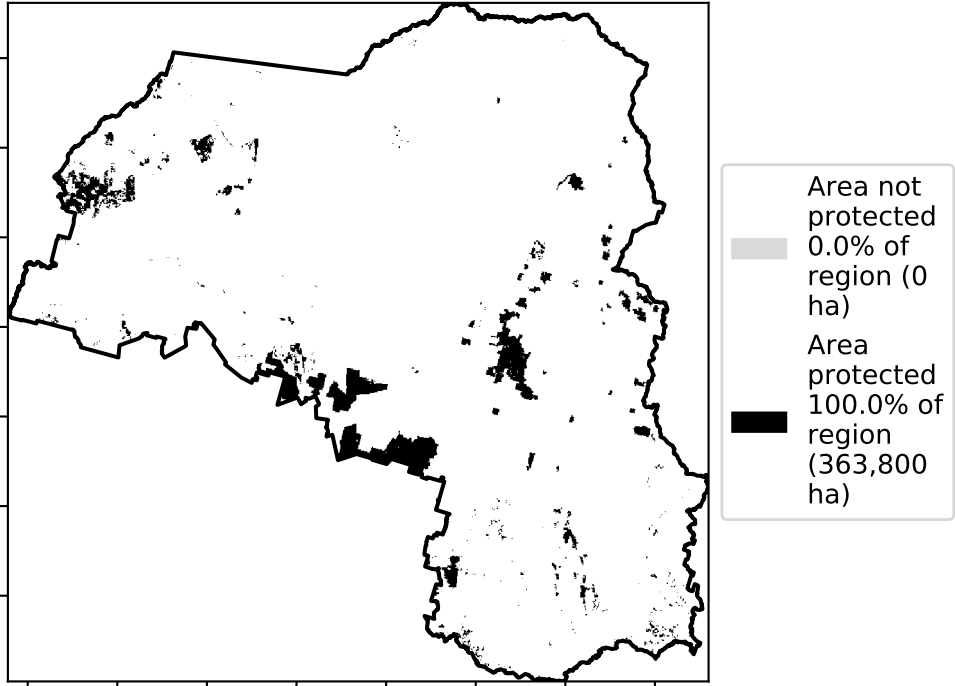 Area not
protected
0.0% of
region (0
ha)
Area
protected
100.0% of
region
(363,800
ha)